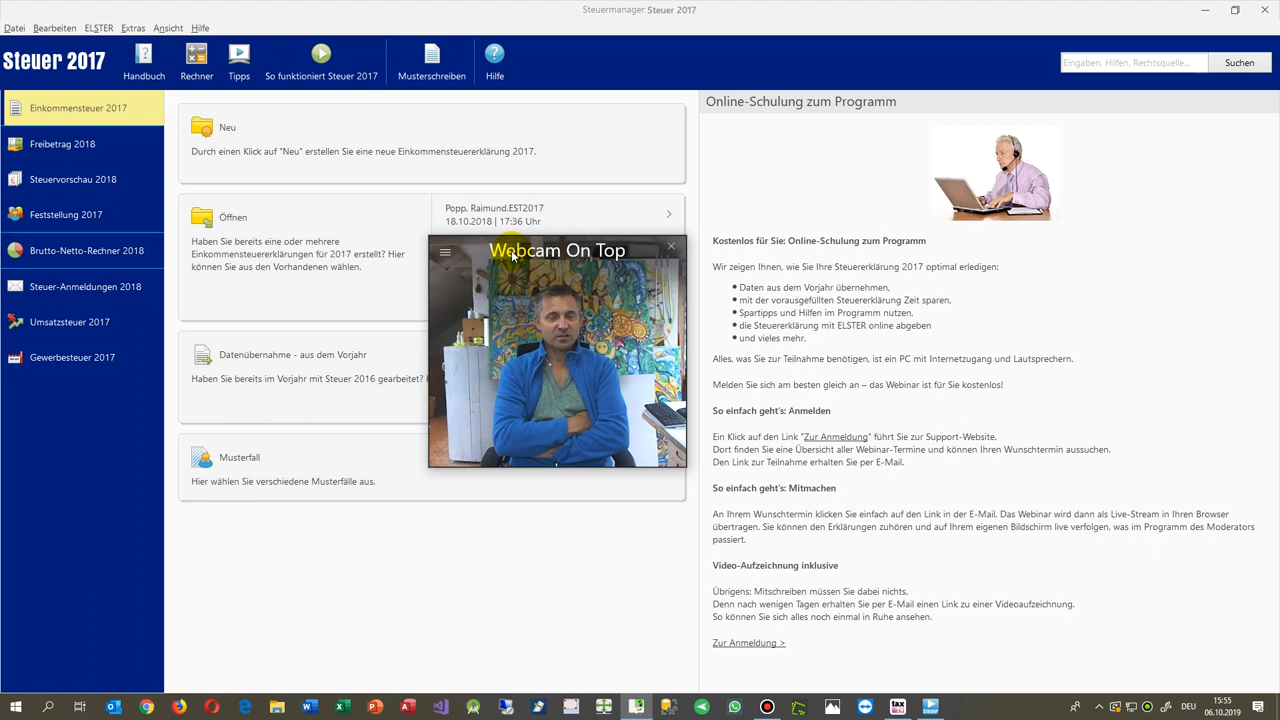 Steuermanager Steuer 2017
Datei Bearbeiten ELSTER Extras Ansicht Hilfe
Steuer 2017
Handbuch Rechner Tipps So funktioniert Steuer 2017 Musterschreiben Hilfe
Eingaben, Hilfen, Rechtsquelle... Suchen
Einkommensteuer 2017
Freibetrag 2018
Steuervorschau 2018
Feststellung 2017
Brutto-Netto-Rechner 2018
Steuer-Anmeldungen 2018
Umsatzsteuer 2017
Gewerbesteuer 2017
Neu
Durch einen Klick auf "Neu" erstellen Sie eine neue Einkommensteuererklärung 2017.
Öffnen
Haben Sie bereits eine oder mehrere
Einkommensteuererklärungen für 2017 erstellt? Hier
können Sie aus den Vorhandenen wählen.
Popp, Raimund.EST2017
18.10.2018 | 17:36 Uhr
Webcam On Top
Datenübernahme - aus dem Vorjahr
Haben Sie bereits im Vorjahr mit Steuer 2016 gearbeitet?
Musterfall
Hier wählen Sie verschiedene Musterfälle aus.
Online-Schulung zum Programm
Kostenlos für Sie: Online-Schulung zum Programm
Wir zeigen Ihnen, wie Sie Ihre Steuererklärung 2017 optimal erledigen:
• Daten aus dem Vorjahr übernehmen,
• mit der vorausgefüllten Steuererklärung Zeit sparen,
• Spartipps und Hilfen im Programm nutzen,
• die Steuererklärung mit ELSTER online abgeben
• und vieles mehr.
Alles, was Sie zur Teilnahme benötigen, ist ein PC mit Internetzugang und Lautsprechern.
Melden Sie sich am besten gleich an – das Webinar ist für Sie kostenlos!
So einfach geht's: Anmelden
Ein Klick auf den Link "Zur Anmeldung" führt Sie zur Support-Website.
Dort finden Sie eine Übersicht aller Webinar-Termine und können Ihren Wunschtermin aussuchen.
Den Link zur Teilnahme erhalten Sie per E-Mail.
So einfach geht's: Mitmachen
An Ihrem Wunschtermin klicken Sie einfach auf den Link in der E-Mail. Das Webinar wird dann als Live-Stream in Ihren Browser
übertragen. Sie können den Erklärungen zuhören und auf Ihrem eigenen Bildschirm live verfolgen, was im Programm des Moderators
passiert.
Video-Aufzeichnung inklusive
Übrigens: Mitschreiben müssen Sie dabei nichts.
Denn nach wenigen Tagen erhalten Sie per E-Mail einen Link zu einer Videoaufzeichnung.
So können Sie sich alles noch einmal in Ruhe ansehen.
Zur Anmeldung >
tax
DEU
15:55
06.10.2019